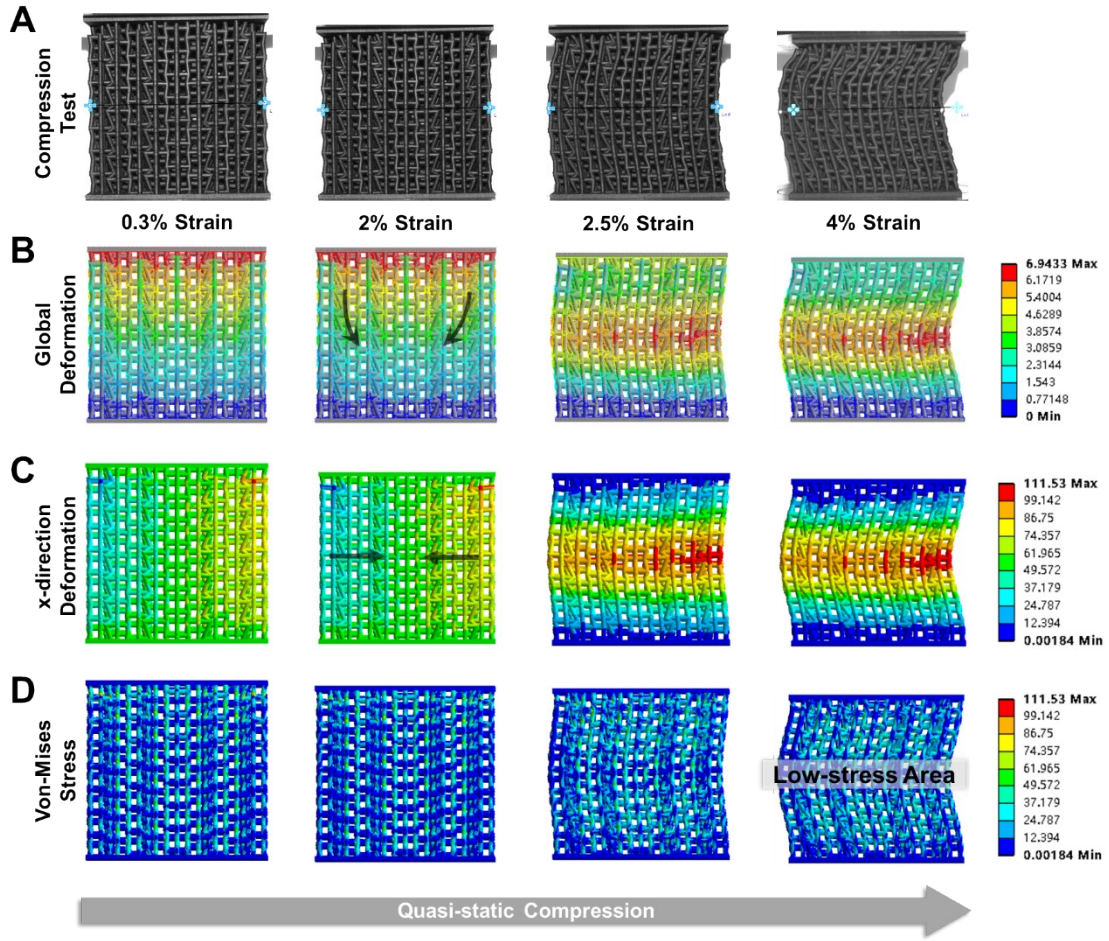 A
Compression
Test
0.3% Strain
2% Strain
2.5% Strain
4% Strain
B
Global
Deformation
6.9433 Max
6.1719
5.4004
4.6289
3.8574
3.0859
2.3144
1.543
0.77148
0 Min
C
x-direction
Deformation
111.53 Max
99.142
86.75
74.357
61.965
49.572
37.179
24.787
12.394
0.00184 Min
D
Von-Mises
Stress
Low-stress Area
111.53 Max
99.142
86.75
74.357
61.965
49.572
37.179
24.787
12.394
0.00184 Min
Quasi-static Compression